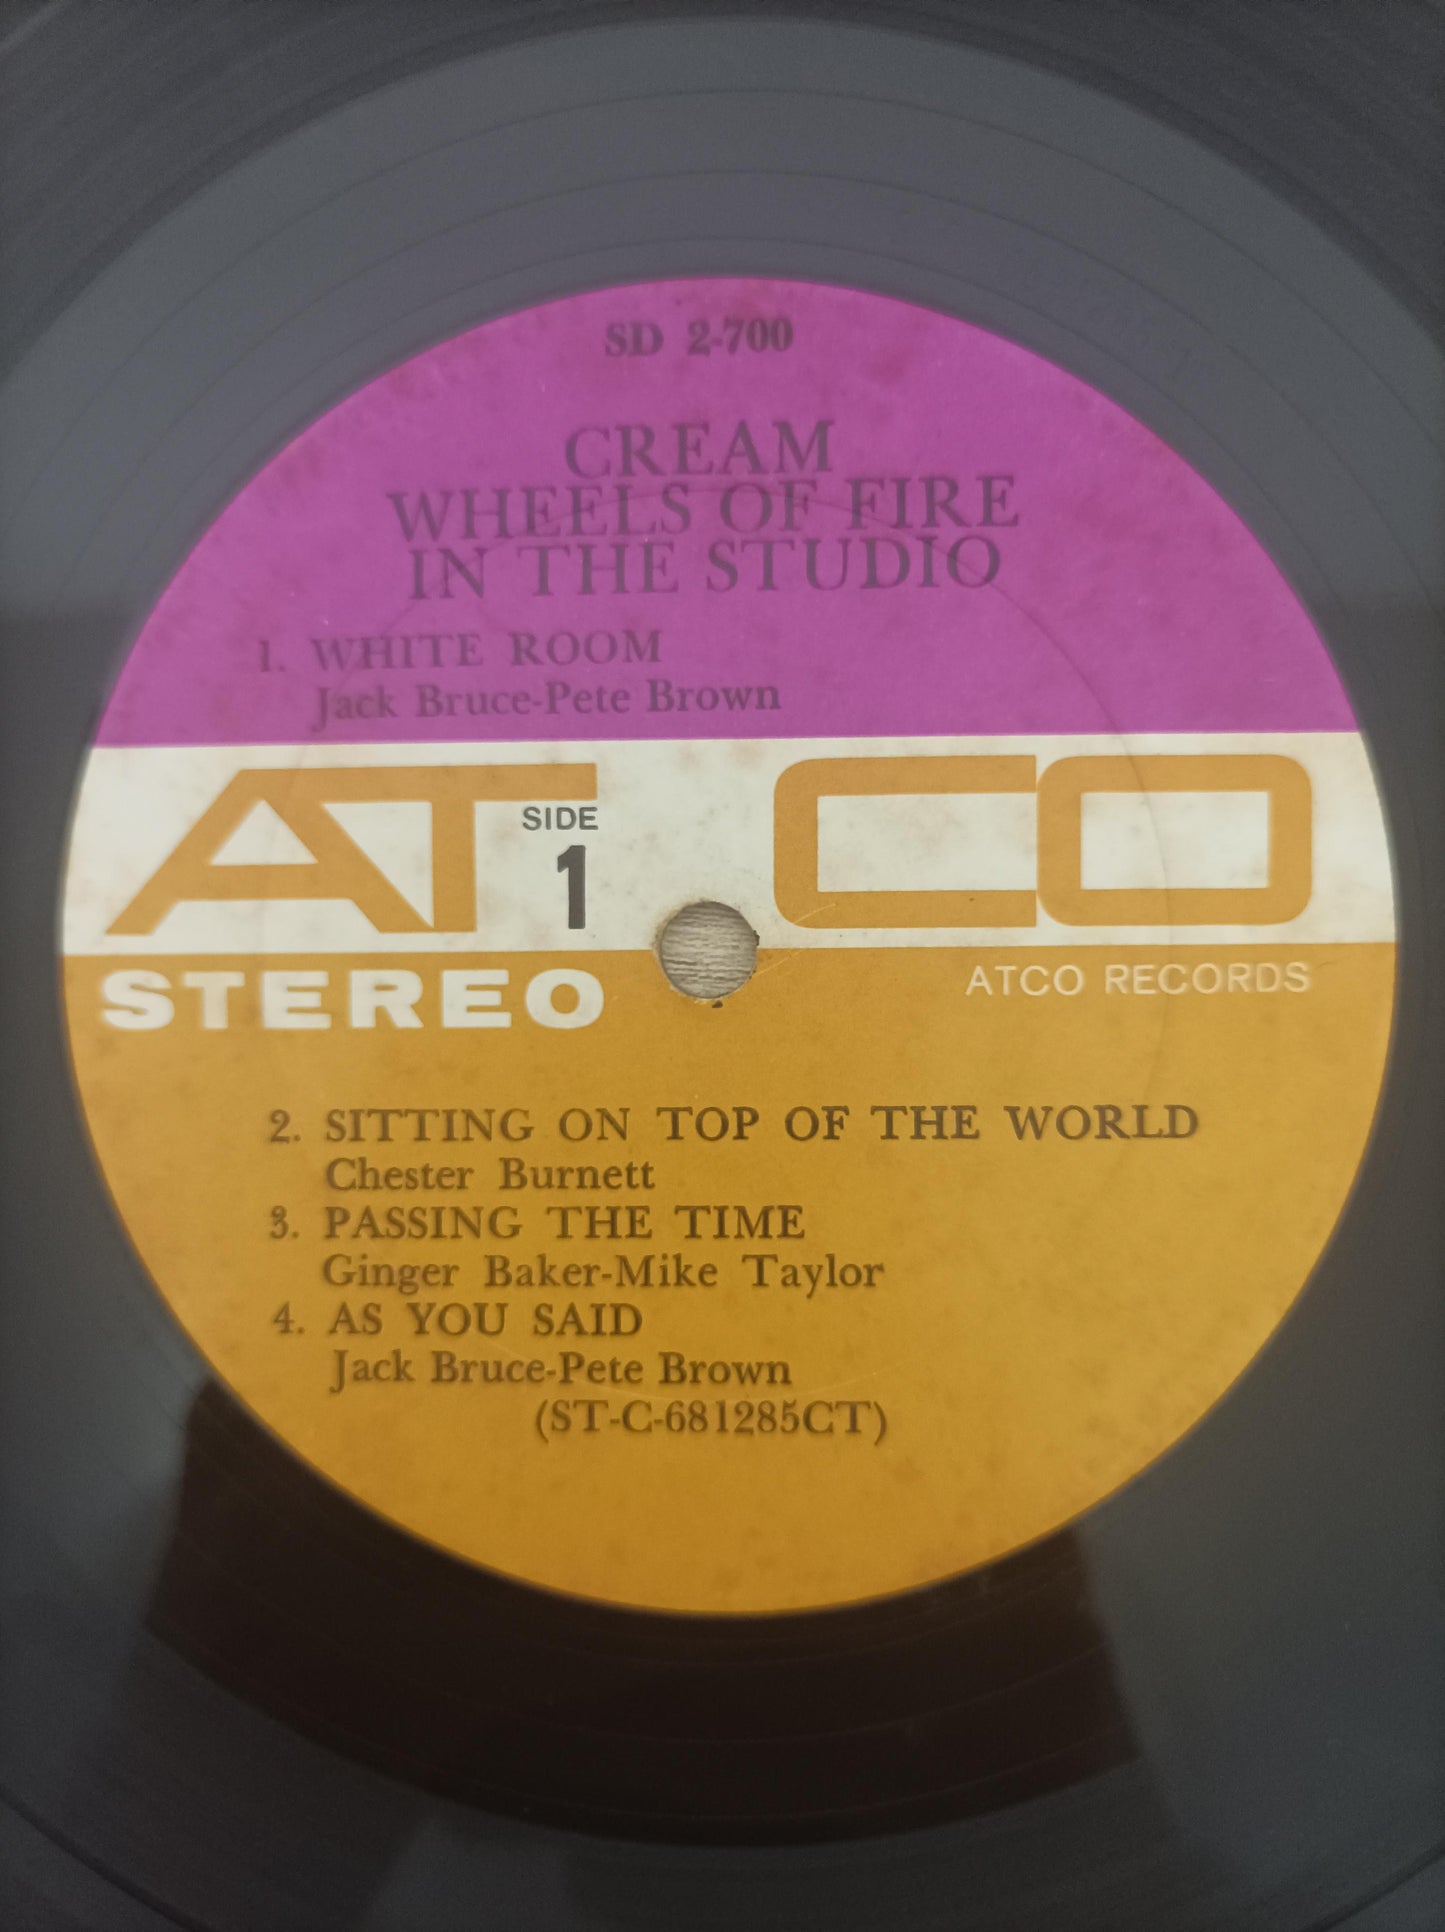 SD 2-700
CREAM
WHEELS OF FIRE
IN THE STUDIO
1. WHITE ROOM
Jack Bruce-Pete Brown
ATCO
SIDE
1
STEREO
ATCO RECORDS
2. SITTING ON TOP OF THE WORLD
Chester Burnett
3. PASSING THE TIME
Ginger Baker-Mike Taylor
4. AS YOU SAID
Jack Bruce-Pete Brown
(ST-C-681285CT)